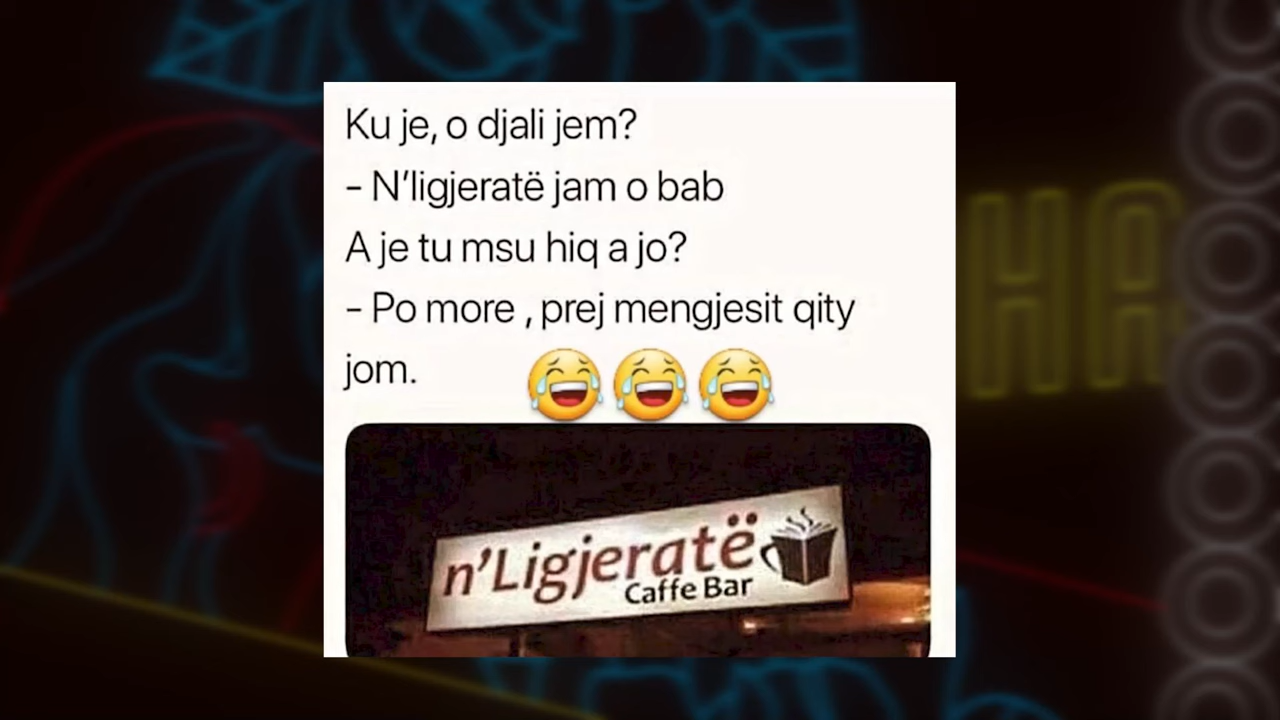 Ku je, o djali jem?
- N'ligjeratë jam o bab
A je tu msu hiq a jo?
- Po more , prej mengjesit qity
jom. 😂😂😂
n'Ligjeratë
Caffe Bar
HA